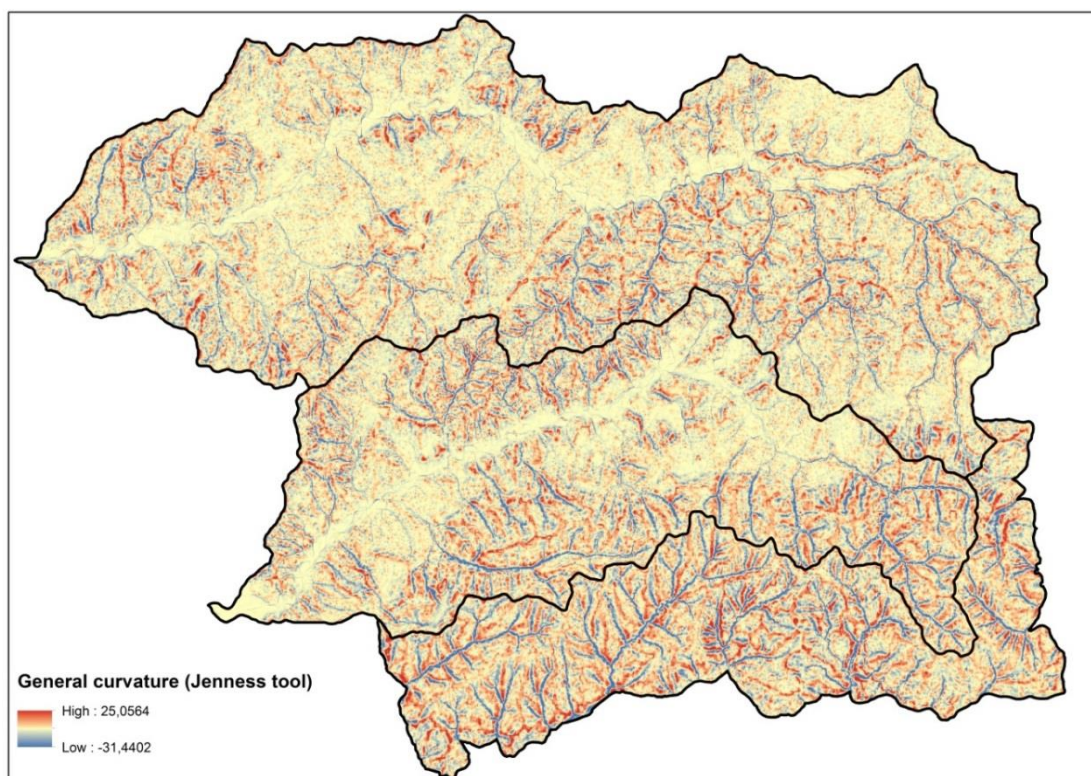 General curvature (Jenness tool)
High : 25,0564
Low : -31,4402